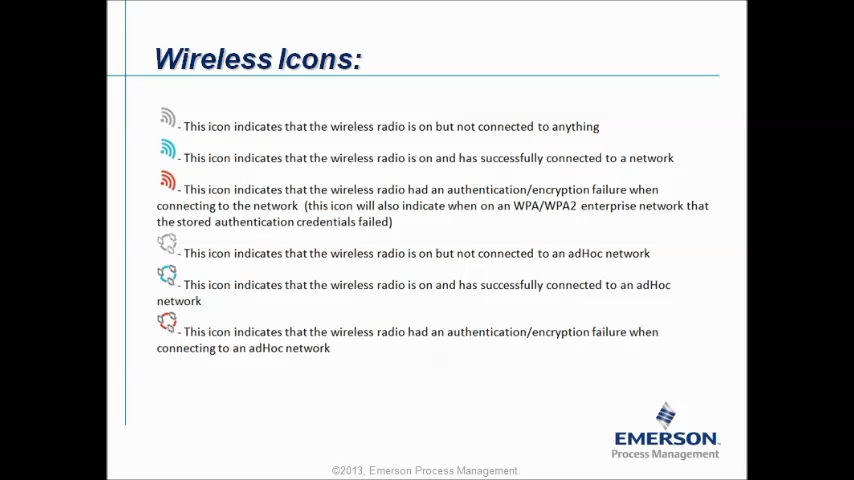 Wireless Icons:
- This icon indicates that the wireless radio is on but not connected to anything
- This icon indicates that the wireless radio is on and has successfully connected to a network
- This icon indicates that the wireless radio had an authentication/encryption failure when
connecting to the network (this icon will also indicate when on an WPA/WPA2 enterprise network that
the stored authentication credentials failed)
- This icon indicates that the wireless radio is on but not connected to an adHoc network
- This icon indicates that the wireless radio is on and has successfully connected to an adHoc
network
- This icon indicates that the wireless radio had an authentication/encryption failure when
connecting to an adHoc network
EMERSON
Process Management
©2013, Emerson Process Management.